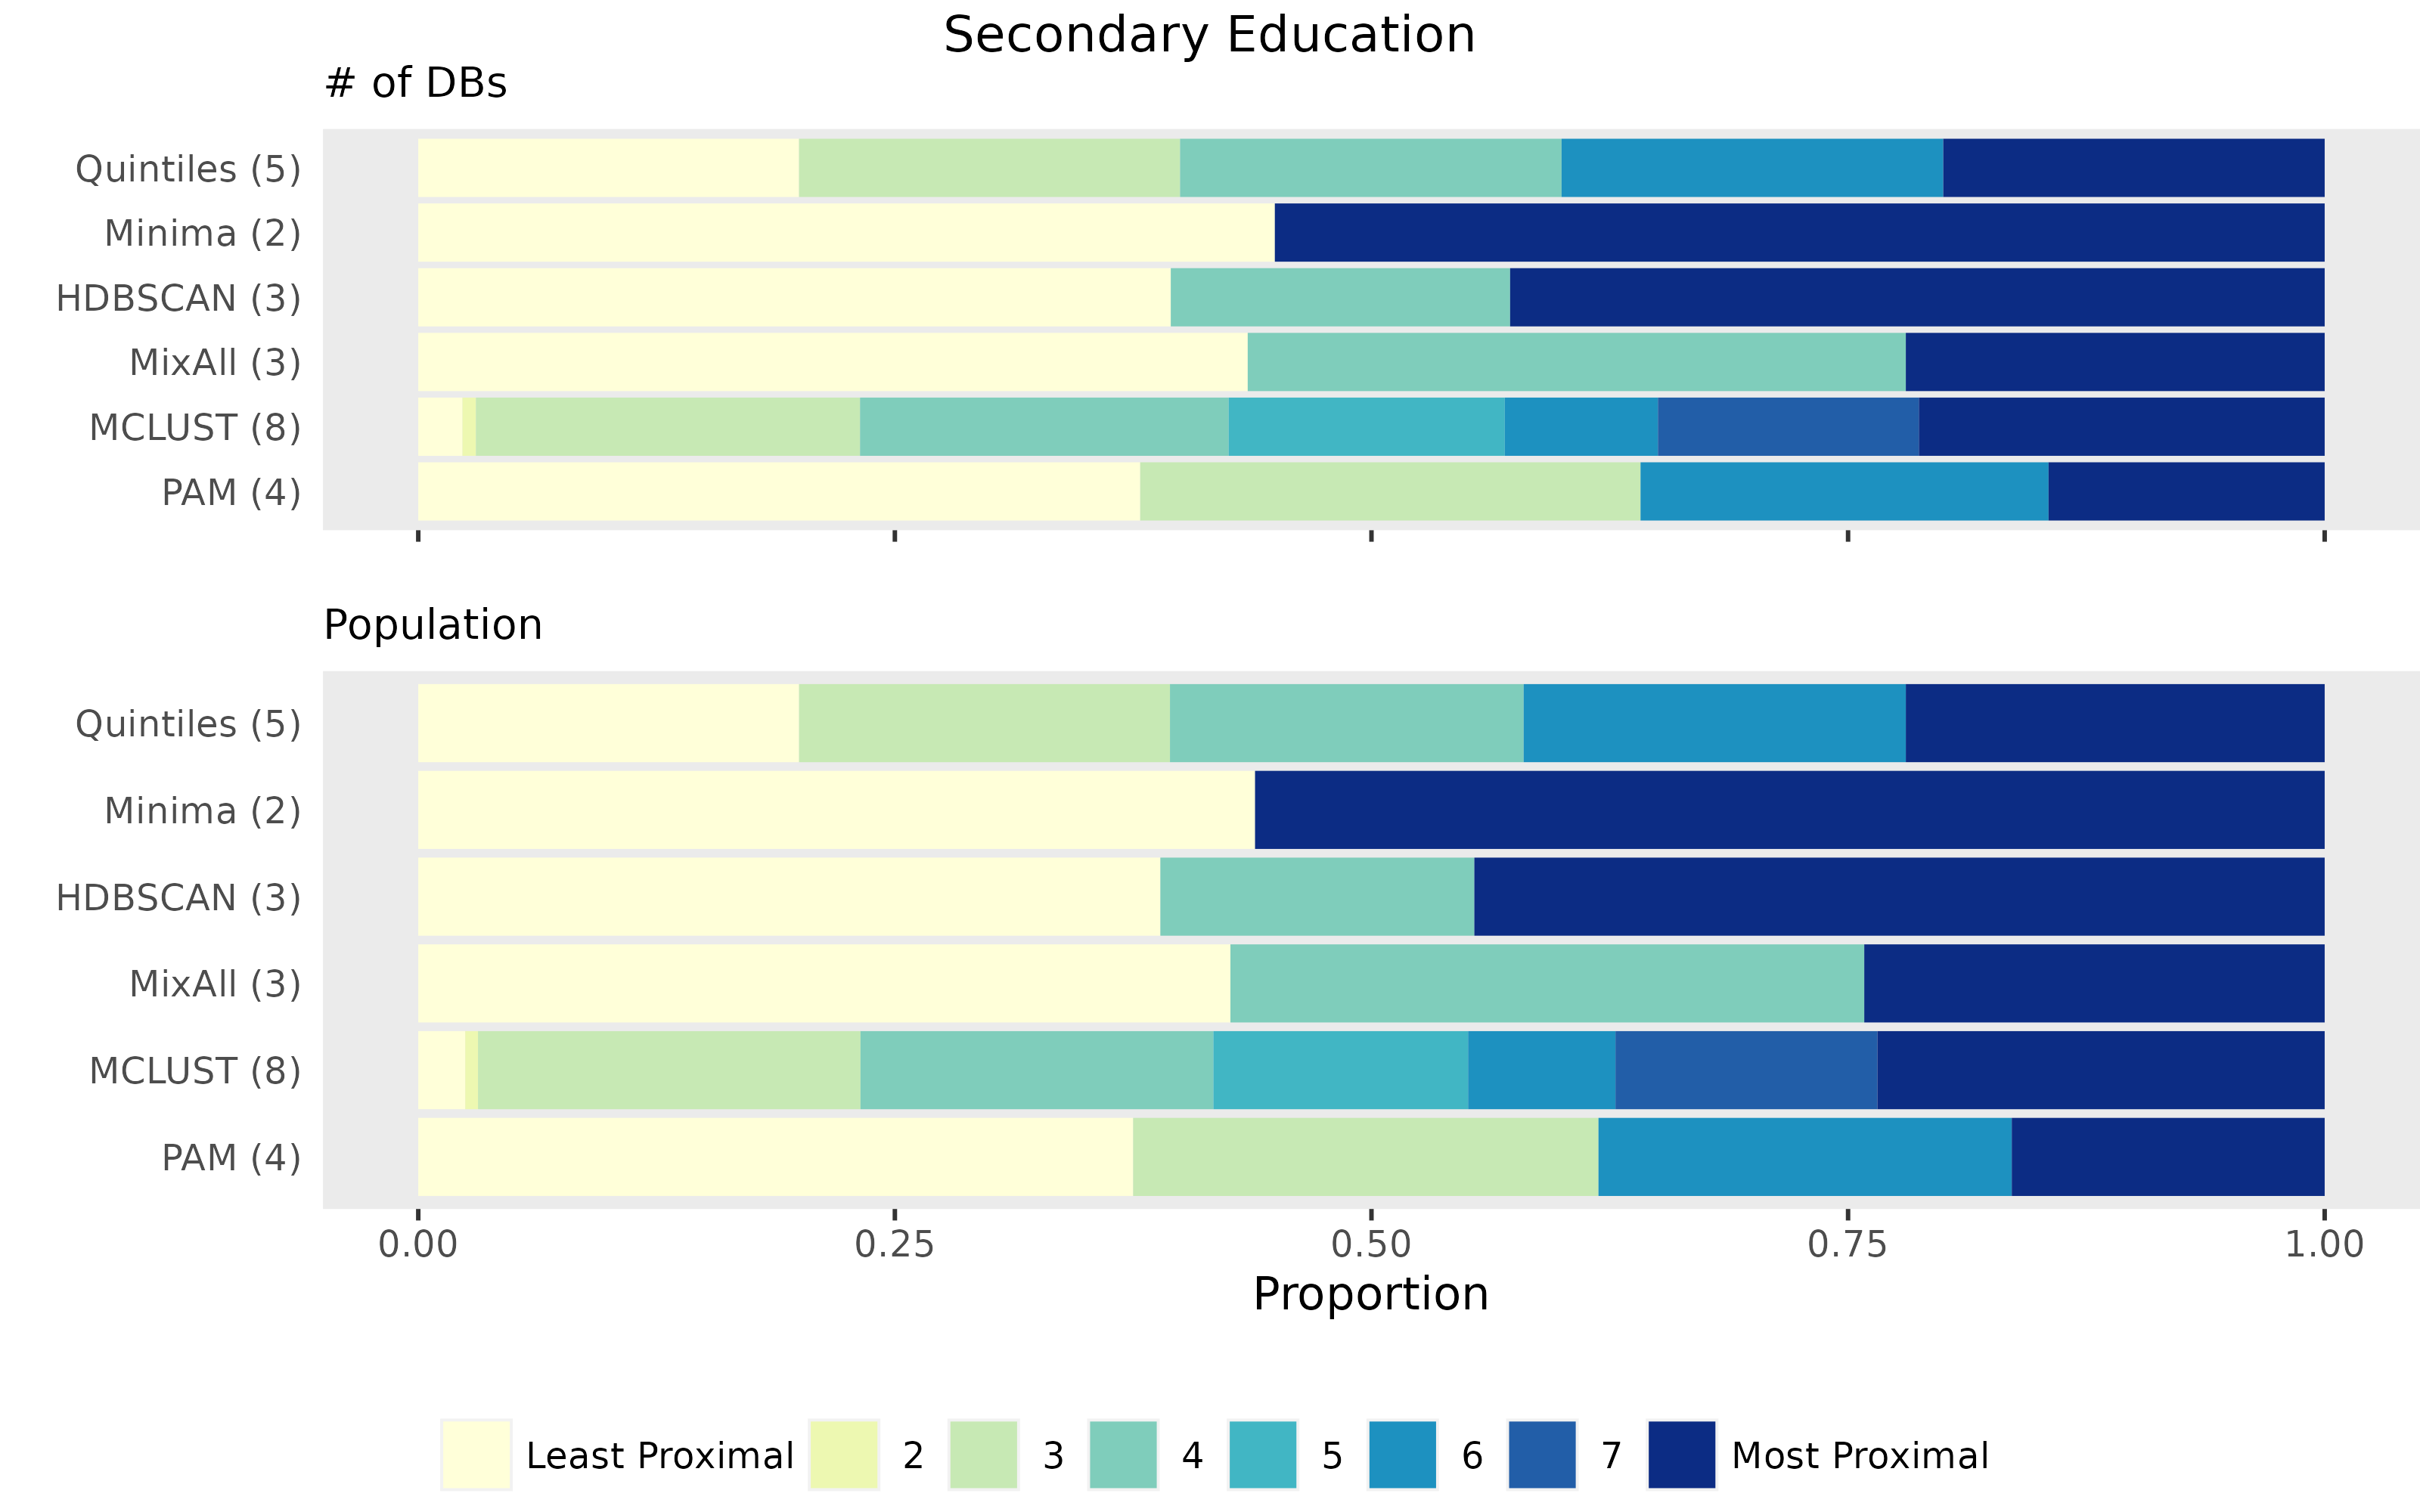 Secondary Education
# of DBs
Quintiles (5)
Minima (2)
HDBSCAN (3)
MixAll (3)
MCLUST (8)
PAM (4)
Population
Quintiles (5)
Minima (2)
HDBSCAN (3)
MixAll (3)
MCLUST (8)
PAM (4)
0.00 0.25 0.50 0.75 1.00
Proportion
Least Proximal 2 3 4 5 6 7 Most Proximal